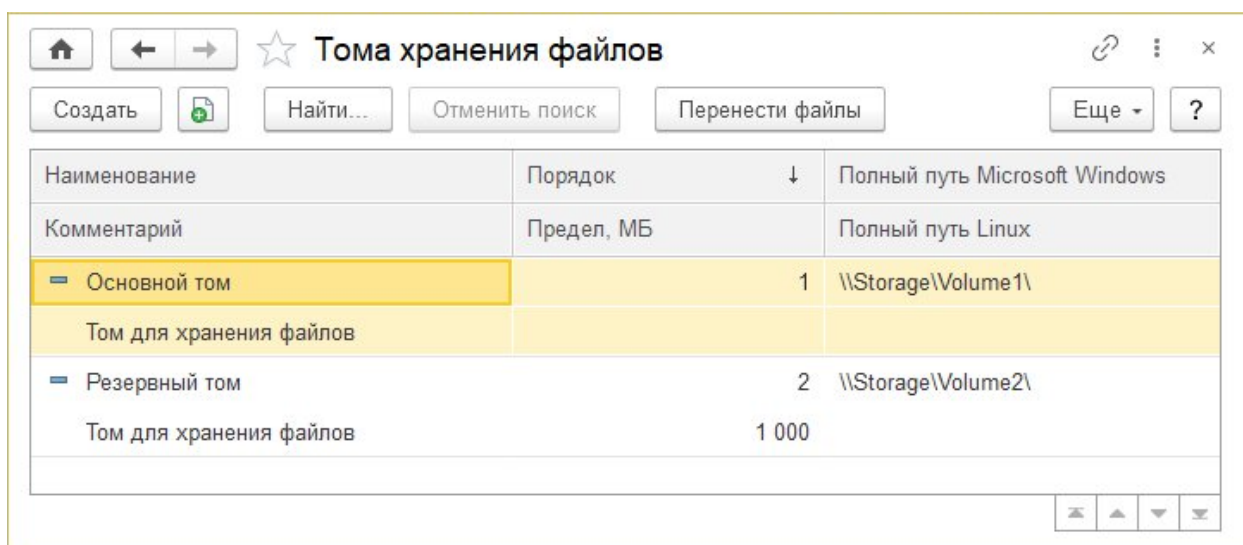 Тома хранения файлов
Создать Найти... Отменить поиск Перенести файлы Еще ?
Наименование Порядок ↓ Полный путь Microsoft Windows
Комментарий Предел, МБ Полный путь Linux
Основной том 1 \\Storage\Volume1\
Том для хранения файлов
Резервный том 2 \\Storage\Volume2\
Том для хранения файлов 1 000